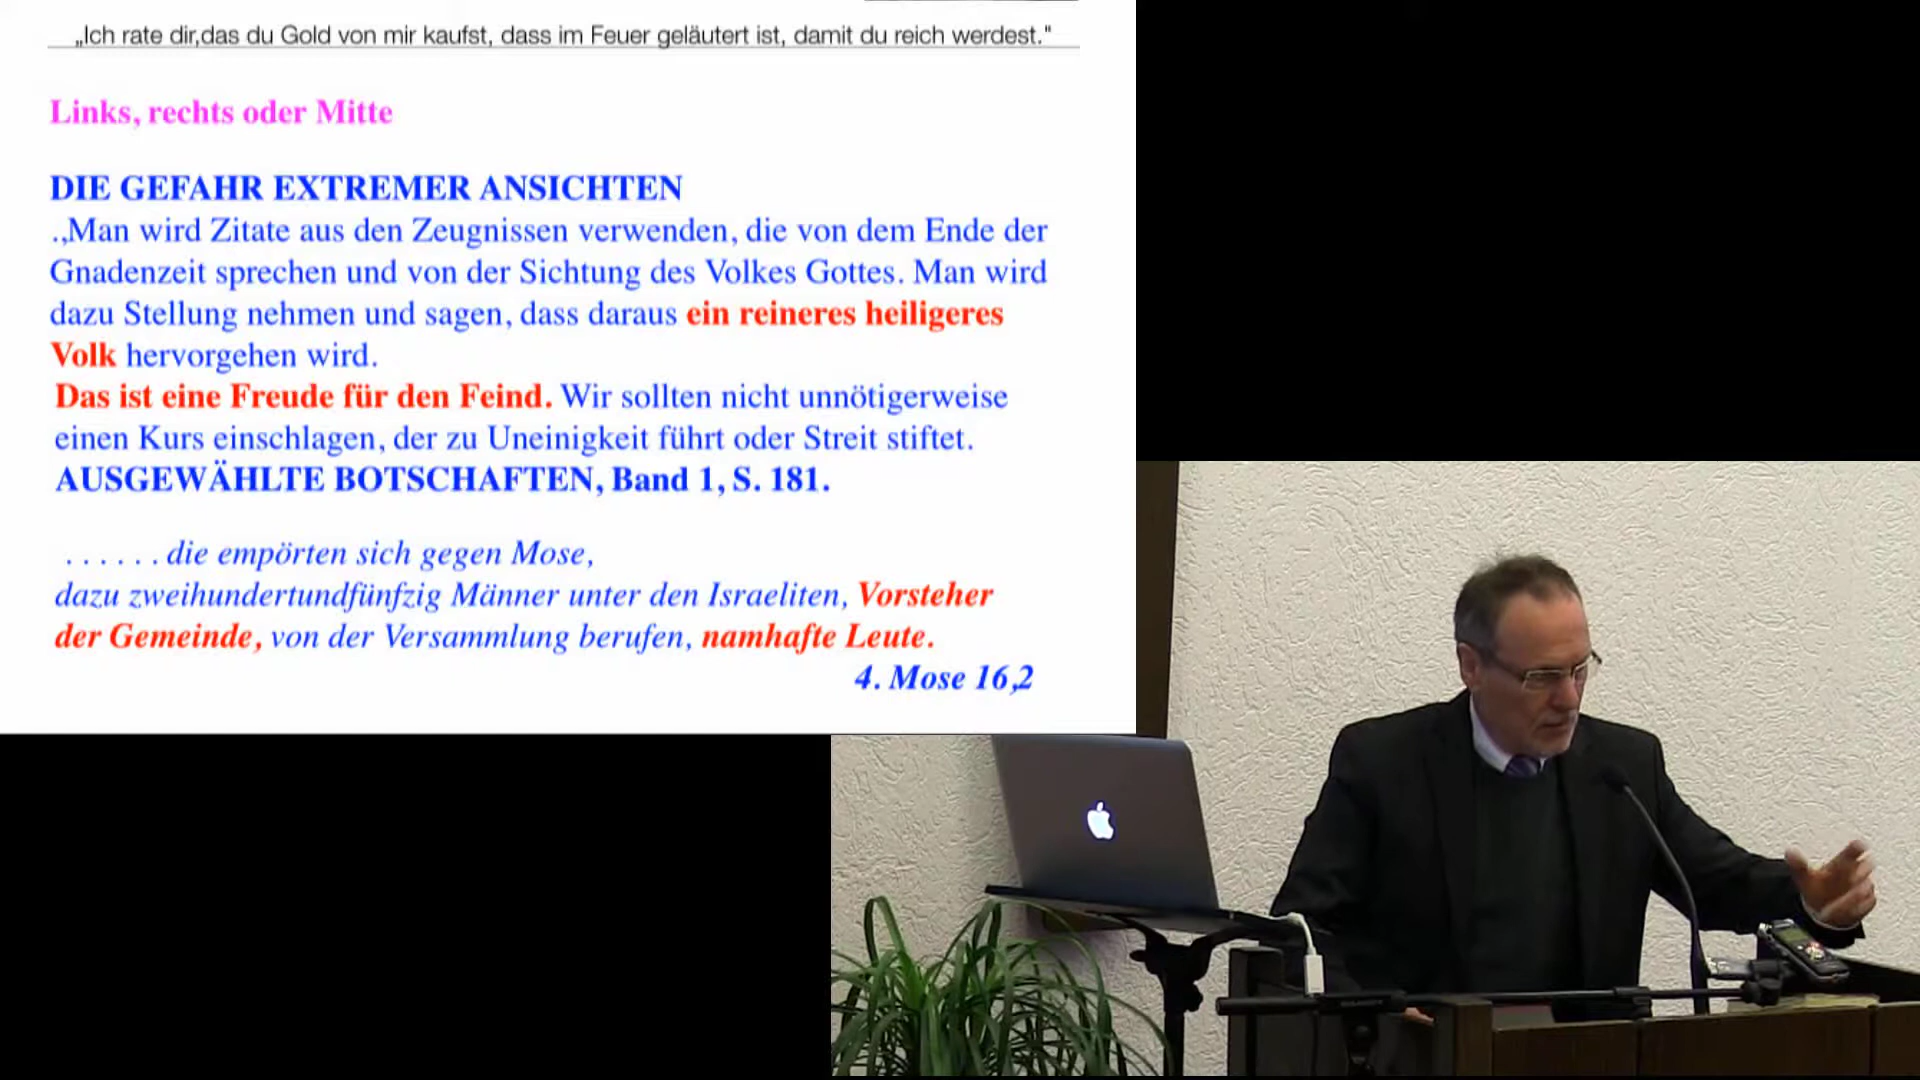 „Ich rate dir,das du Gold von mir kaufst, dass im Feuer geläutert ist, damit du reich werdest."
Links, rechts oder Mitte
DIE GEFAHR EXTREMER ANSICHTEN
.„Man wird Zitate aus den Zeugnissen verwenden, die von dem Ende der
Gnadenzeit sprechen und von der Sichtung des Volkes Gottes. Man wird
dazu Stellung nehmen und sagen, dass daraus ein reineres heiligeres
Volk hervorgehen wird.
Das ist eine Freude für den Feind. Wir sollten nicht unnötigerweise
einen Kurs einschlagen, der zu Uneinigkeit führt oder Streit stiftet.
AUSGEWÄHLTE BOTSCHAFTEN, Band 1, S. 181.
. . . . . . die empörten sich gegen Mose,
dazu zweihundertundfünfzig Männer unter den Israeliten, Vorsteher
der Gemeinde, von der Versammlung berufen, namhafte Leute.
4. Mose 16,2